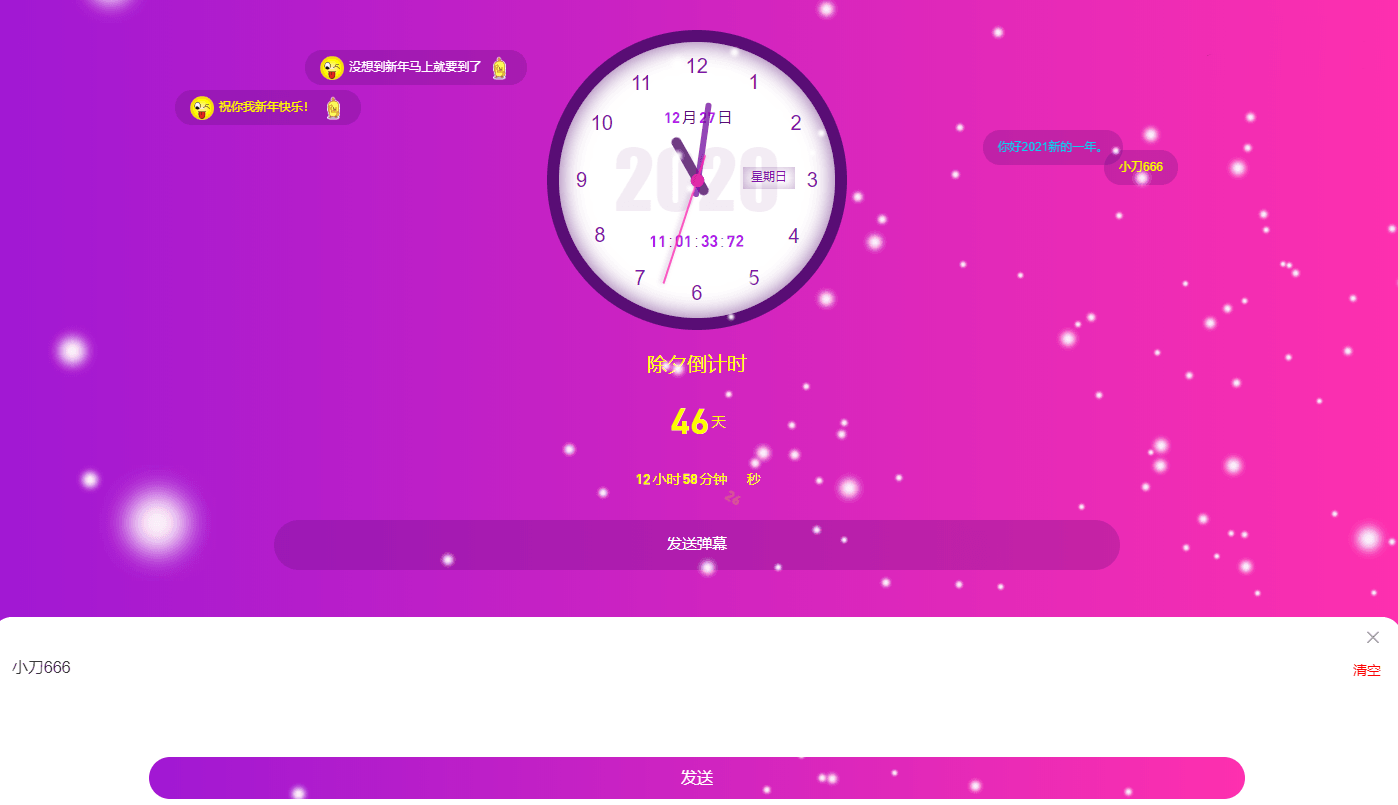 没想到新年马上就要到了
祝你我新年快乐!
你好2021新的一年。
小刀666
12
1
2
3
4
5
6
7
8
9
10
11
12月27日
2020
星期日
11:01:33:72
除夕倒计时
46天
12小时58分钟 秒
26
发送弹幕
小刀666
清空
发送